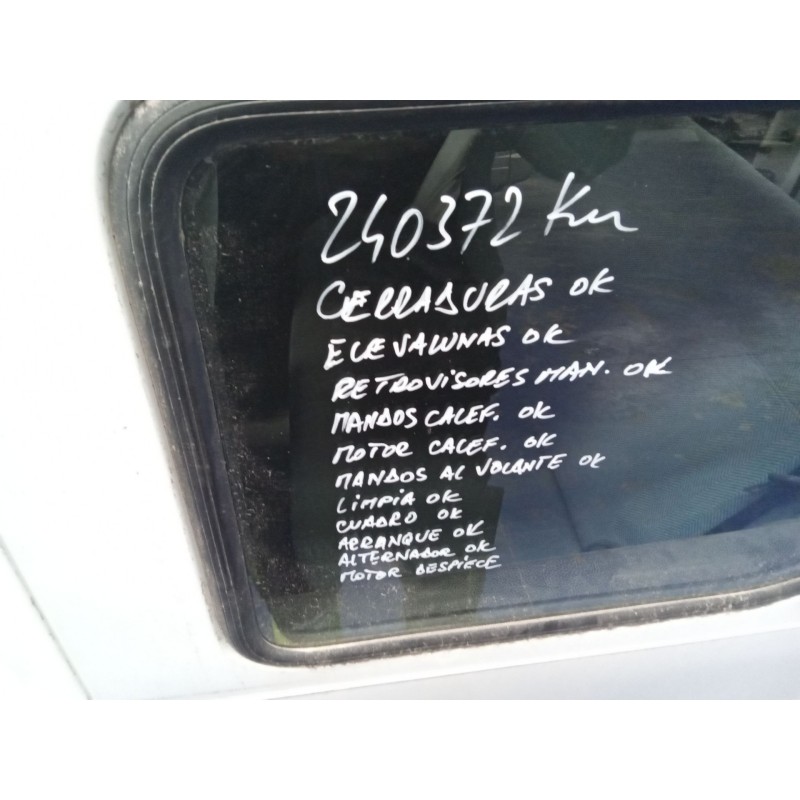 240372 Km
CERRADURAS OK
ELEVALUNAS OK
RETROVISORES MAN. OK
MANDOS CALEF. OK
MOTOR CALEF. OK
MANDOS AL VOLANTE OK
LIMPIA OK
CUADRO OK
ARRANQUE OK
ALTERNADOR OK
MOTOR DESPIECE